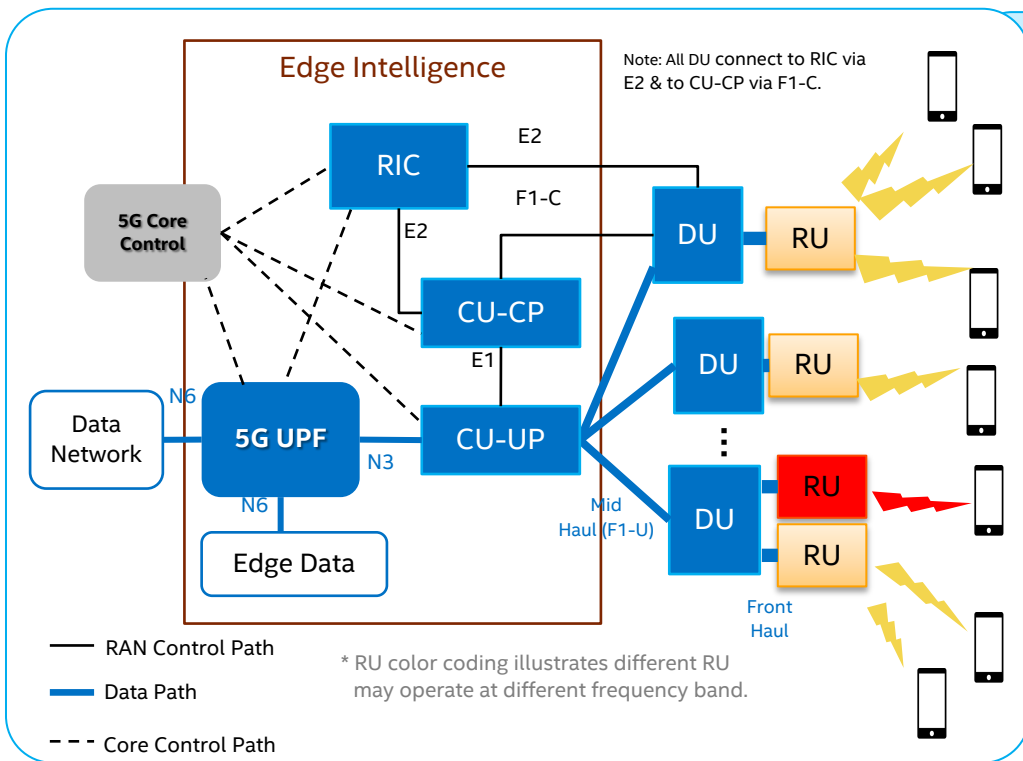 Edge Intelligence
Note: All DU connect to RIC via
E2 & to CU-CP via F1-C.
E2
RIC
F1-C
5G Core
Control
E2
DU
RU
CU-CP
E1
DU
RU
N6
Data
Network
5G UPF
N3
CU-UP
N6
Mid
Haul (F1-U)
DU
RU
RU
Edge Data
Front
Haul
RAN Control Path
Data Path
Core Control Path
* RU color coding illustrates different RU
may operate at different frequency band.